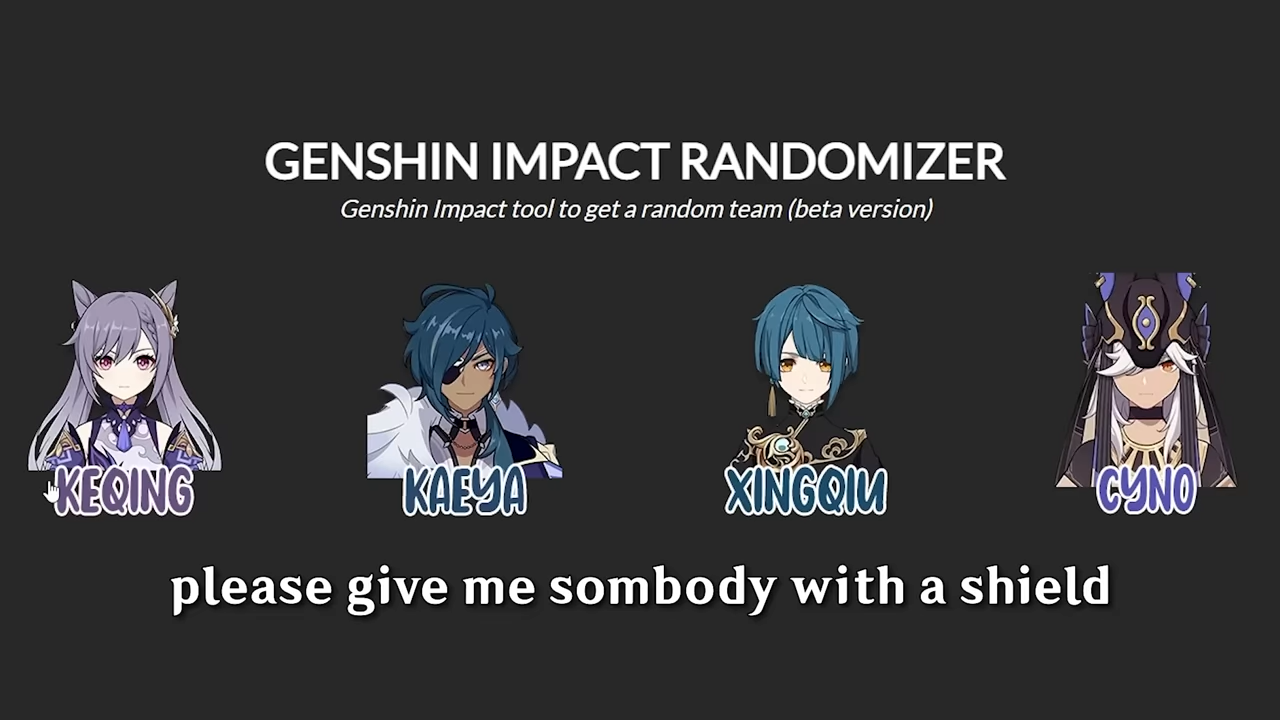 GENSHIN IMPACT RANDOMIZER
Genshin Impact tool to get a random team (beta version)
KEQING KAEYA XINGQIU CYNO
please give me sombody with a shield